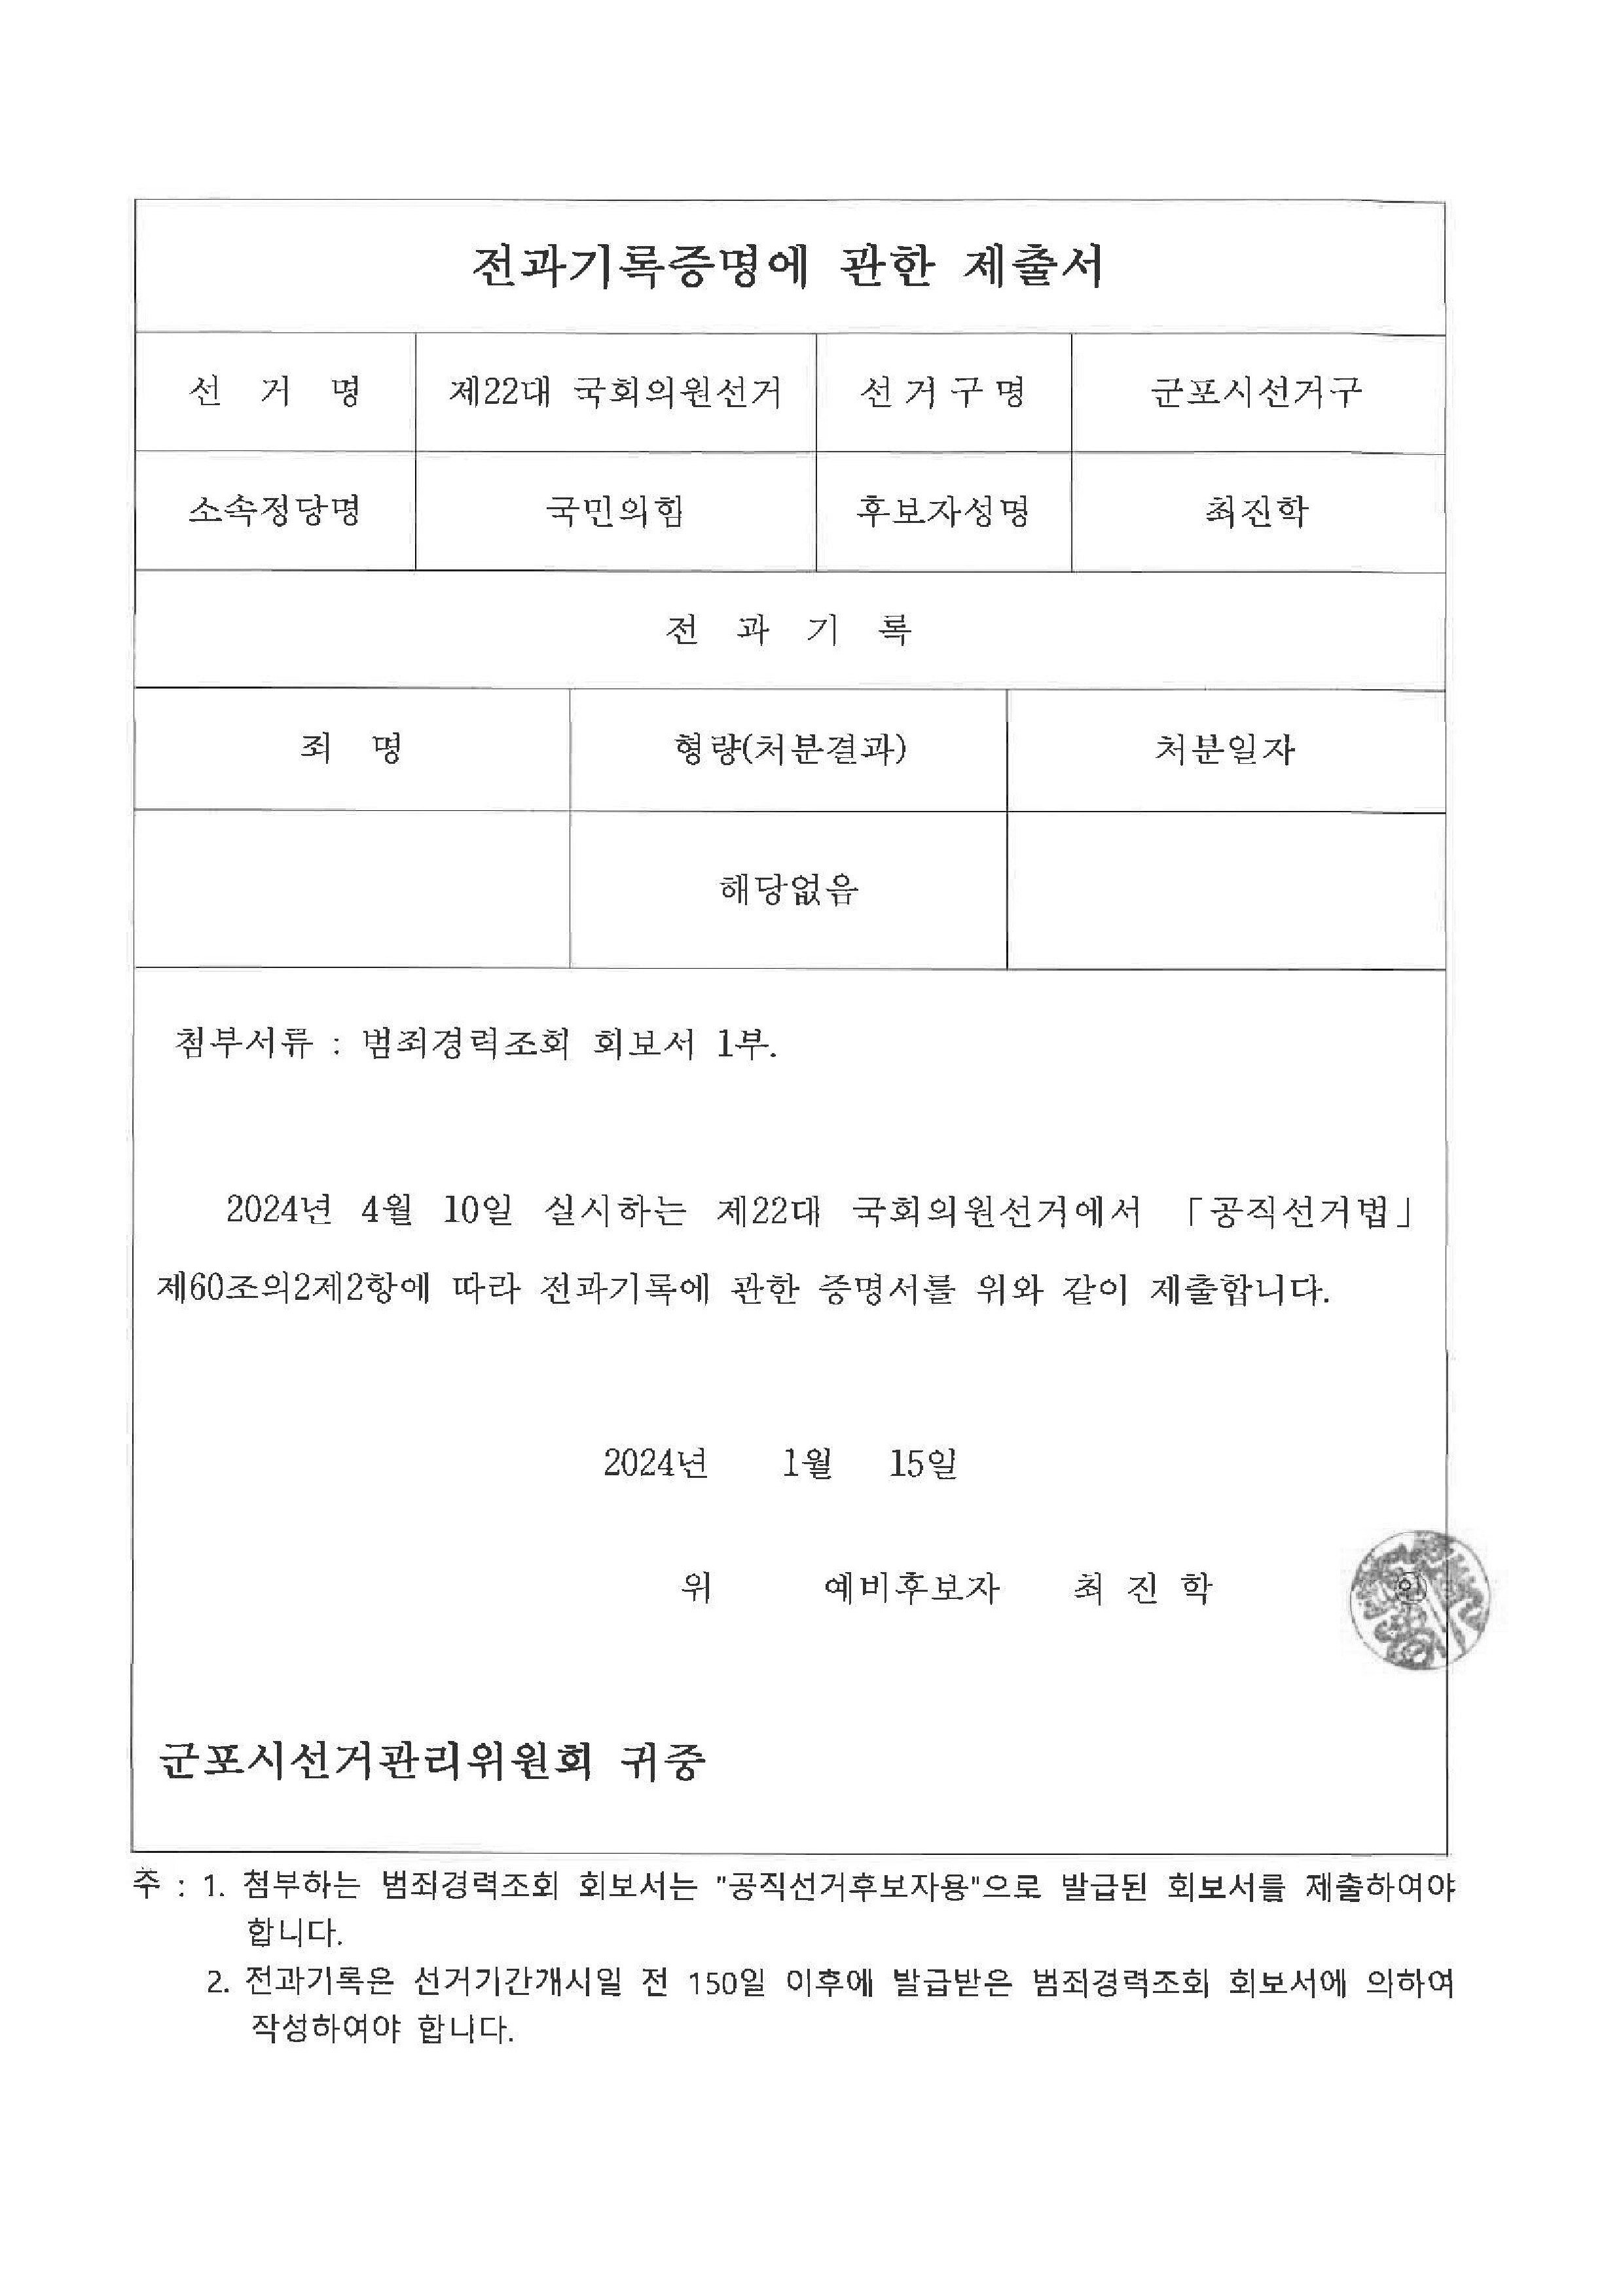 전과기록증명에 관한 제출서
선 거 명 제22대 국회의원선거 선거구명 군포시선거구
소속정당명 국민의힘 후보자성명 최진학
전 과 기 록
죄 명 형량(처분결과) 처분일자
해당없음
첨부서류 : 범죄경력조회 회보서 1부.
2024년 4월 10일 실시하는 제22대 국회의원선거에서 「공직선거법」
제60조의2제2항에 따라 전과기록에 관한 증명서를 위와 같이 제출합니다.
2024년 1월 15일
위 예비후보자 최 진 학 ㊞
군포시선거관리위원회 귀중
주 : 1. 첨부하는 범죄경력조회 회보서는 "공직선거후보자용"으로 발급된 회보서를 제출하여야
합니다.
2. 전과기록은 선거기간개시일 전 150일 이후에 발급받은 범죄경력조회 회보서에 의하여
작성하여야 합니다.